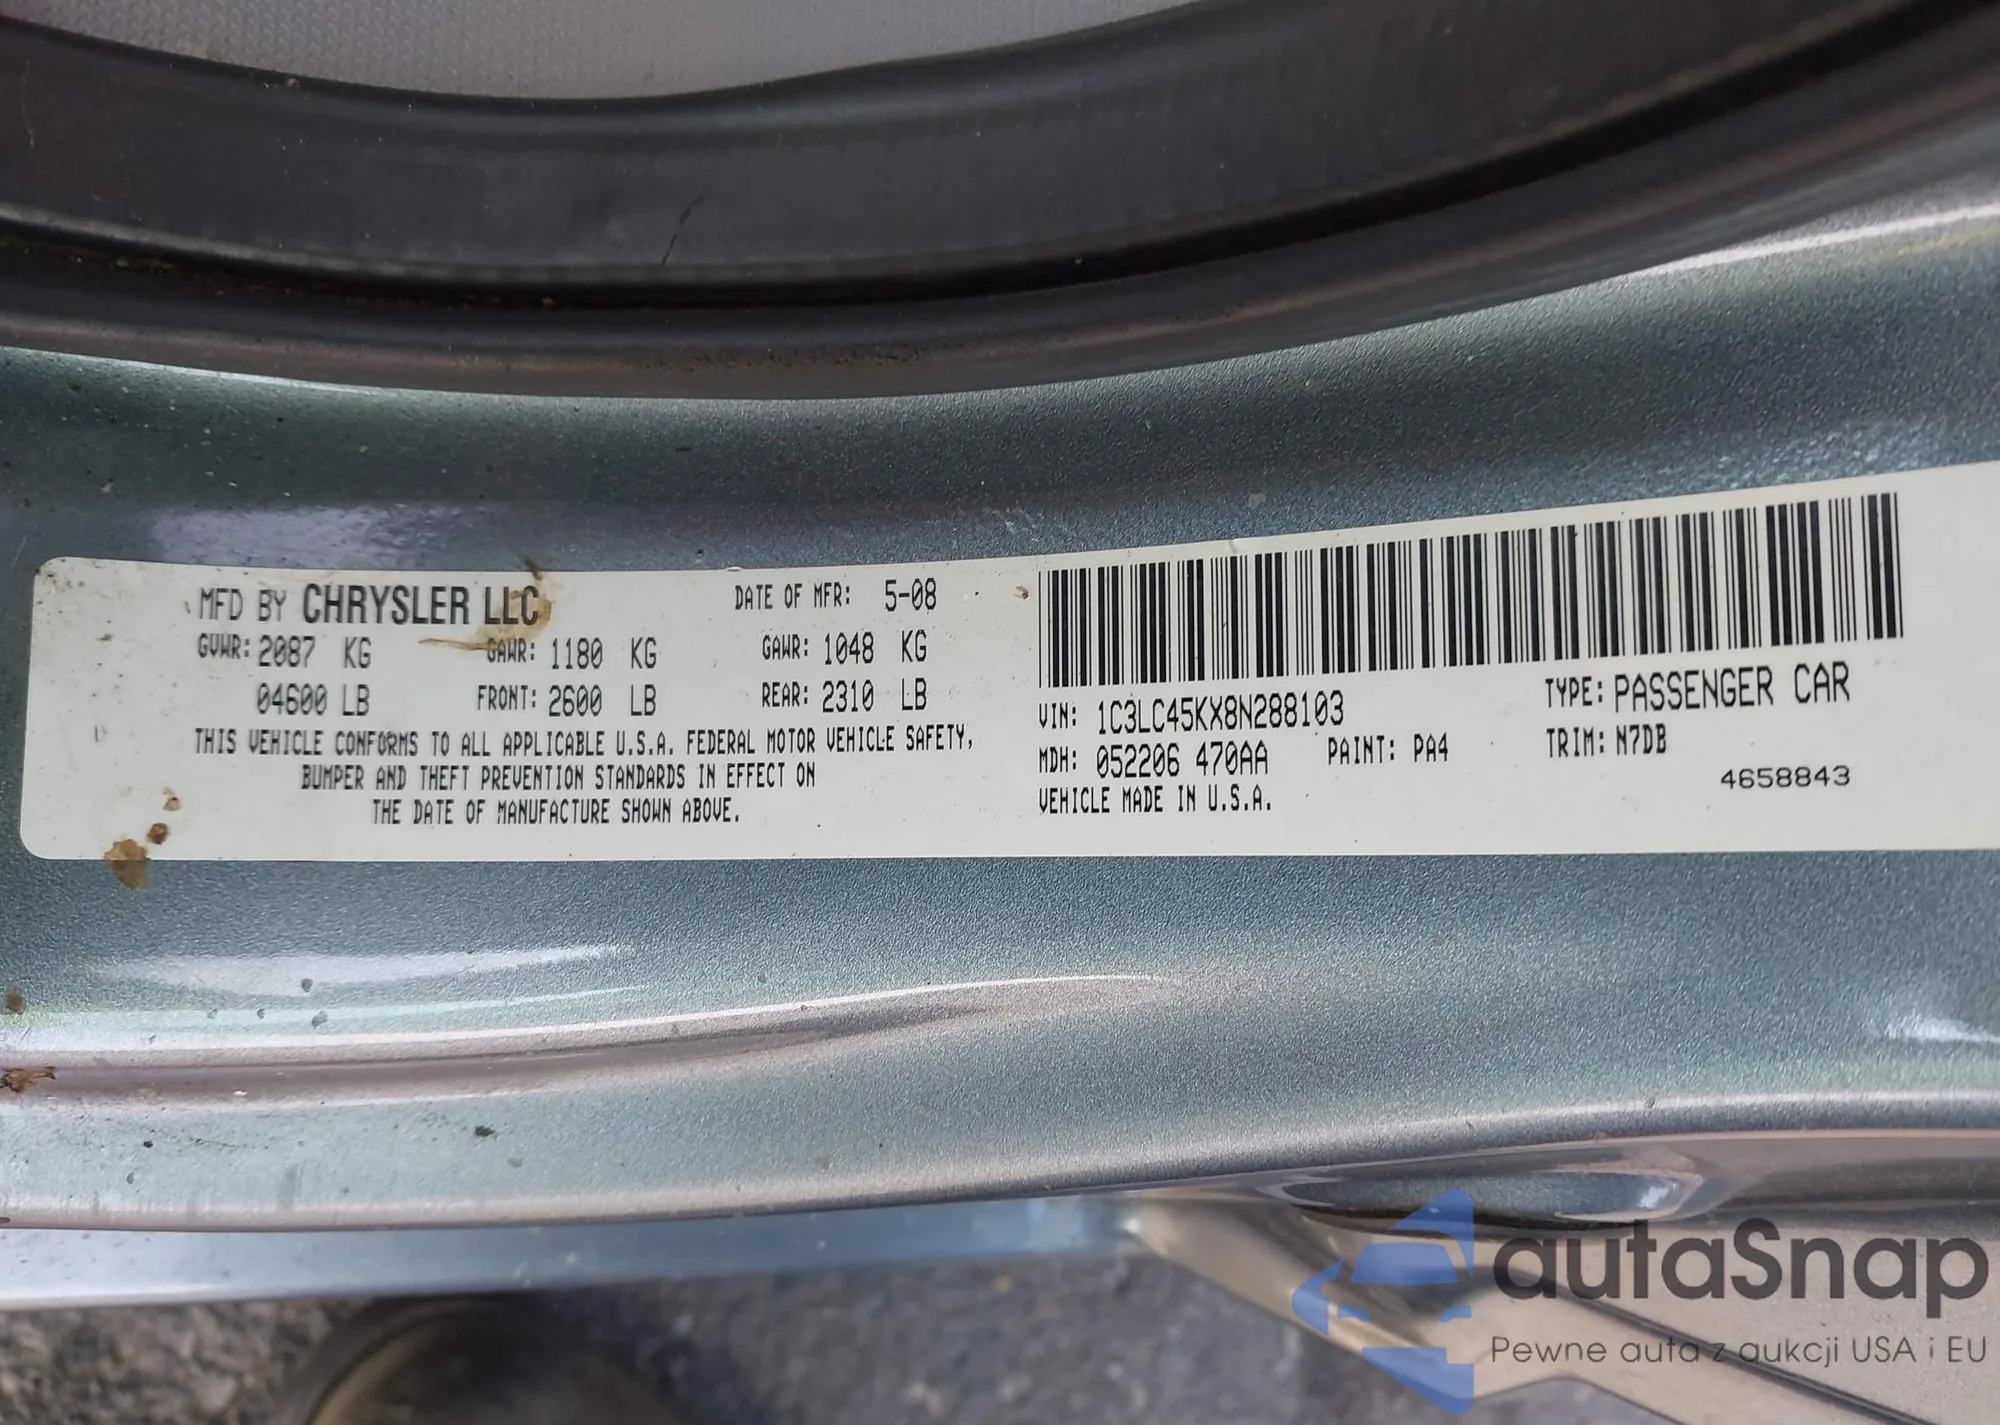 MFD BY CHRYSLER LLC DATE OF MFR: 5-08
GVWR: 2087 KG GAWR: 1180 KG GAWR: 1048 KG
04600 LB FRONT: 2600 LB REAR: 2310 LB
THIS VEHICLE CONFORMS TO ALL APPLICABLE U.S.A. FEDERAL MOTOR VEHICLE SAFETY,
BUMPER AND THEFT PREVENTION STANDARDS IN EFFECT ON
THE DATE OF MANUFACTURE SHOWN ABOVE.
VIN: 1C3LC45KX8N288103 TYPE: PASSENGER CAR
MDH: 052206 470AA PAINT: PA4 TRIM: N7DB
VEHICLE MADE IN U.S.A. 4658843
autaSnap
Pewne auta z aukcji USA i EU